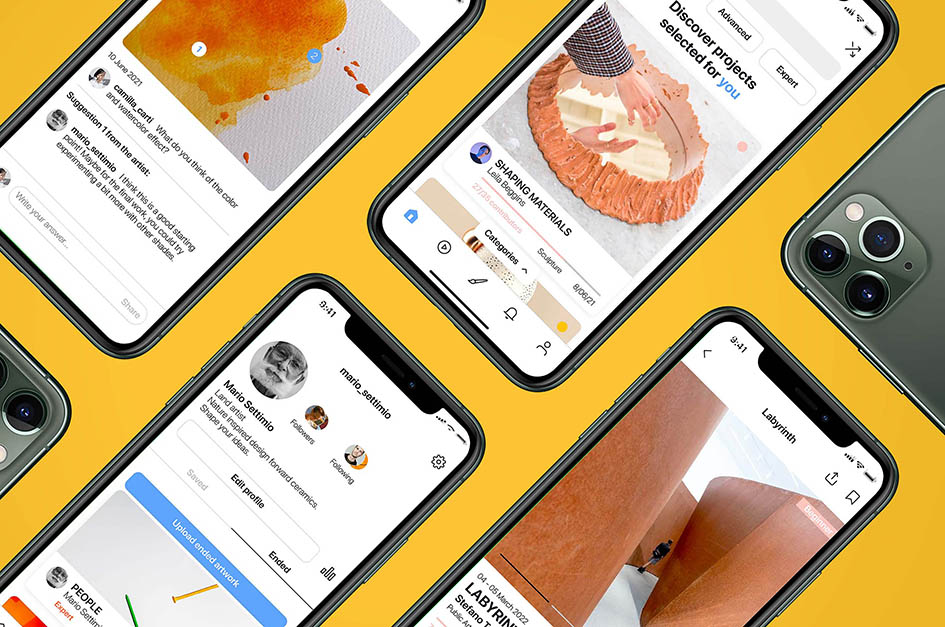 1
2
10 June 2021
camilla_carti What do you think of the color
and watercolor effect?
Suggestion 1 from the artist:
mario_settimio I think this is a good starting
point! Maybe for the final work, you could try
experimenting a bit more with other shades.
Write your answer...
Share
Advanced
Expert
Discover projects
selected for you
SHAPING MATERIALS
Leila Beggins
27/35 contributors
Sculpture
8/06/21
Categories
9:41
mario_settimio
Mario Settimio
Land artist
Nature inspired design forward ceramics.
Shape your ideas.
Followers
Following
Edit profile
Saved
Ended
Upload ended artwork
PEOPLE
Mario Settimi
Expert
9:41
Labyrinth
Beginner
04 - 05 March 2022
LABYRIN
Stefano T
Public A